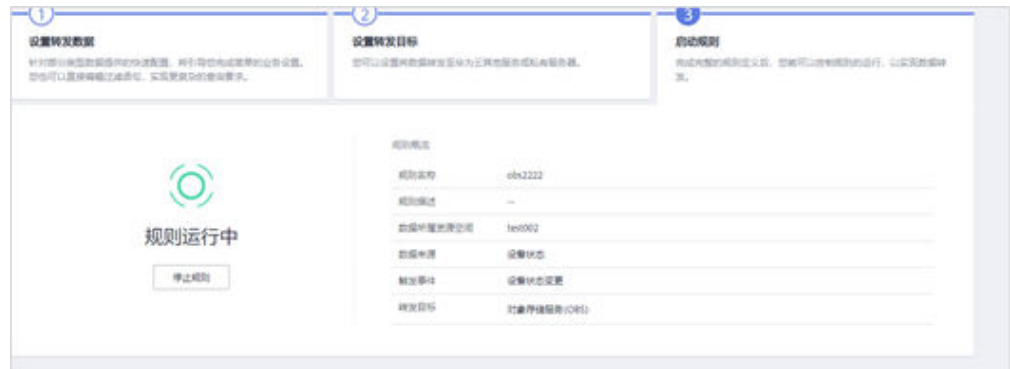 1
2
3
设置转发数据
设置转发目标
启动规则
针对部分类型数据提供的快速配置，将引导您完成简单的业务设置。
您也可以直接编辑过滤语句，实现更复杂的查询要求。
您可以设置将数据转发至华为云其他服务或私有服务器。
完成完整的规则定义后，您就可以控制规则的运行，以实现数据转
发。
规则概览
规则名称 obs2222
规则描述 --
数据所属资源空间 test002
数据来源 设备状态
触发事件 设备状态变更
转发目标 对象存储服务(OBS)
规则运行中
停止规则